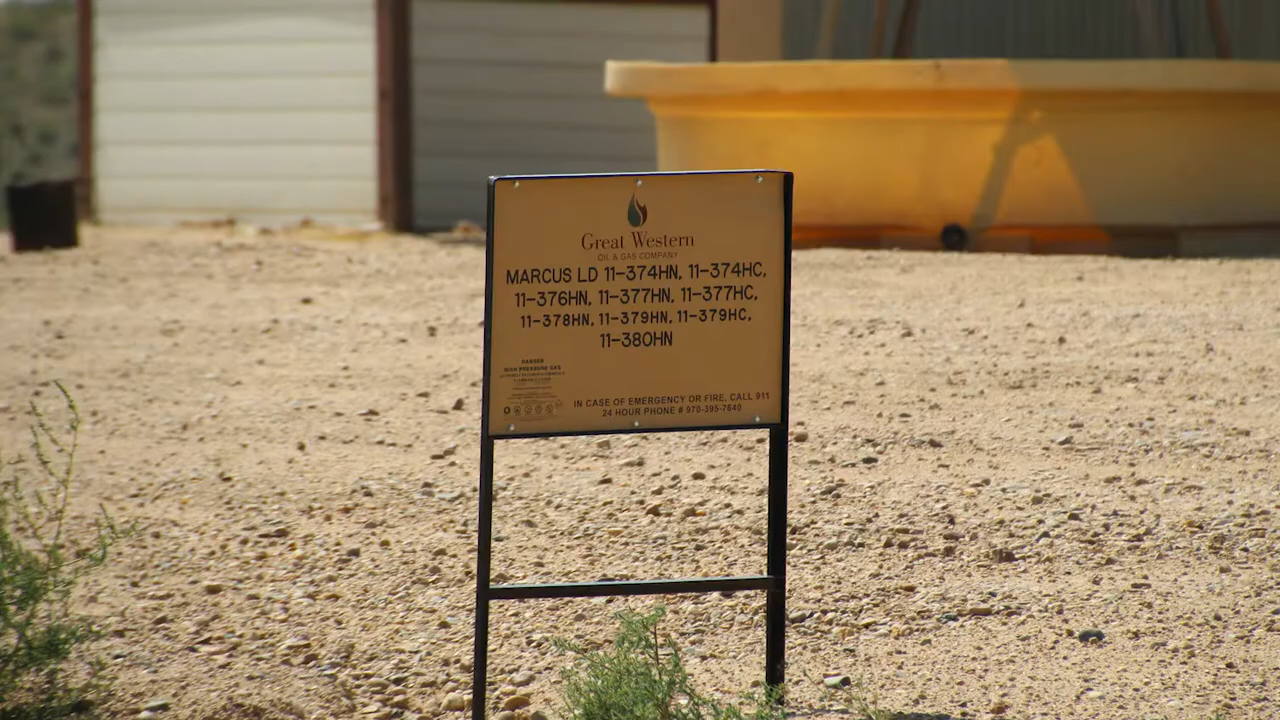 Great Western
OIL & GAS COMPANY
MARCUS LD 11-374HN, 11-374HC,
11-376HN, 11-377HN, 11-377HC,
11-378HN, 11-379HN, 11-379HC,
11-380HN
DANGER
HIGH PRESSURE GAS
IN CASE OF EMERGENCY OR FIRE, CALL 911
24 HOUR PHONE # 970-395-7640